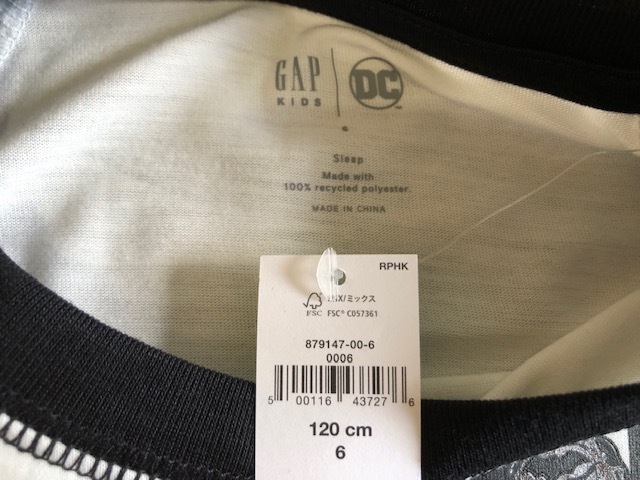 GAP
KIDS
DC
Sleep
Made with
100% recycled polyester.
MADE IN CHINA
RPHK
ミックス
FSC
FSC® C057361
879147-00-6
0006
5 00116 43727 6
120 cm
6